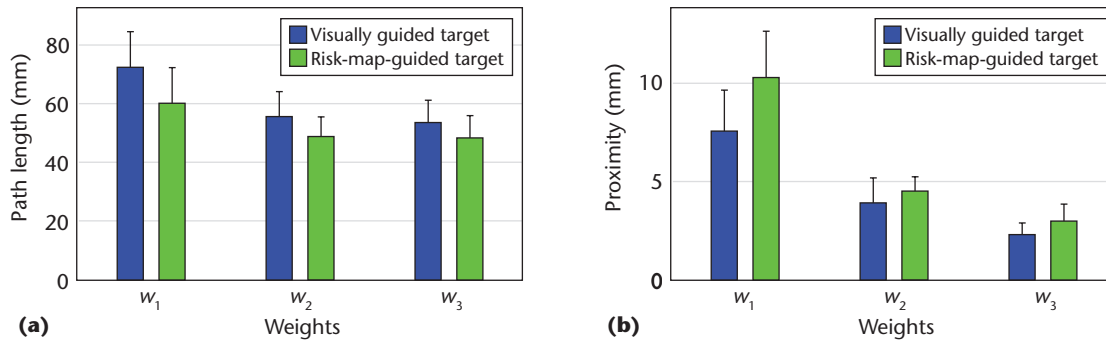 Path length (mm)
80
60
40
20
0
Visually guided target
Risk-map-guided target
w1
w2
w3
Weights
(a)
Proximity (mm)
10
5
0
Visually guided target
Risk-map-guided target
w1
w2
w3
Weights
(b)